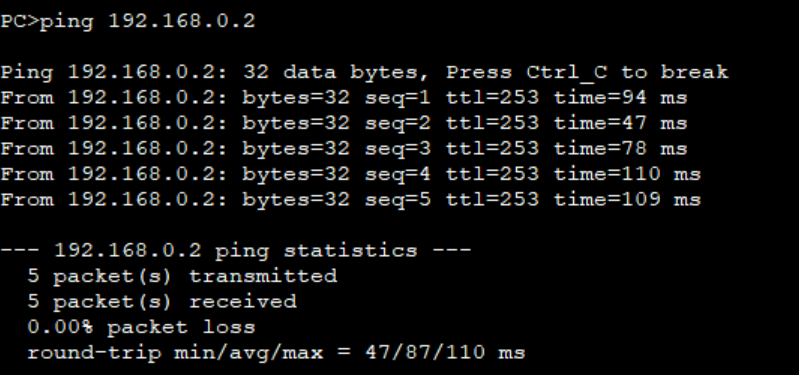 PC>ping 192.168.0.2
Ping 192.168.0.2: 32 data bytes, Press Ctrl_C to break
From 192.168.0.2: bytes=32 seq=1 ttl=253 time=94 ms
From 192.168.0.2: bytes=32 seq=2 ttl=253 time=47 ms
From 192.168.0.2: bytes=32 seq=3 ttl=253 time=78 ms
From 192.168.0.2: bytes=32 seq=4 ttl=253 time=110 ms
From 192.168.0.2: bytes=32 seq=5 ttl=253 time=109 ms
--- 192.168.0.2 ping statistics ---
5 packet(s) transmitted
5 packet(s) received
0.00% packet loss
round-trip min/avg/max = 47/87/110 ms